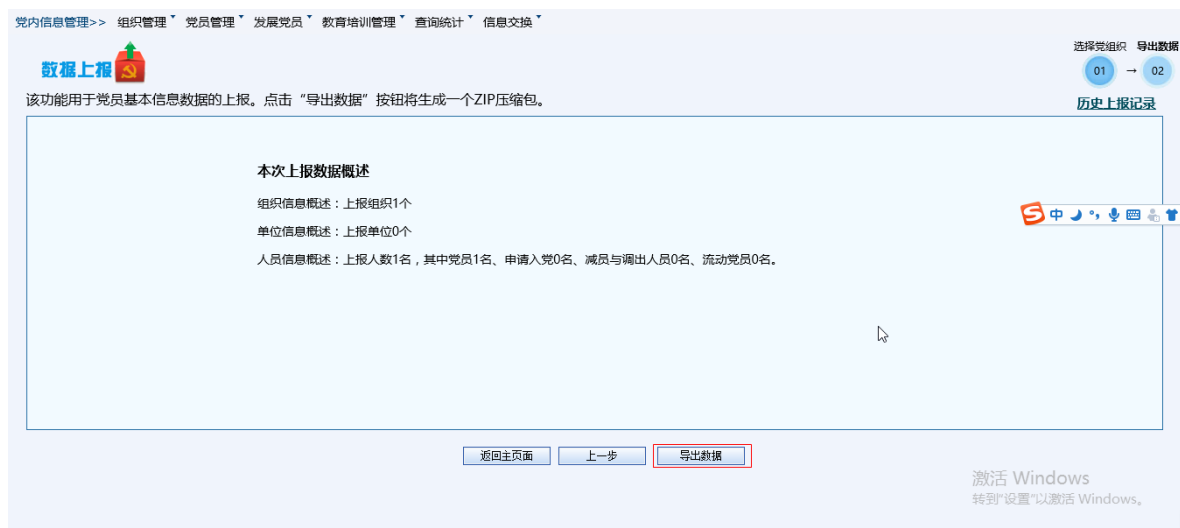 党内信息管理>> 组织管理 党员管理 发展党员 教育培训管理 查询统计 信息交换
选择党组织 导出数据
数据上报
01 → 02
该功能用于党员基本信息数据的上报。点击“导出数据”按钮将生成一个ZIP压缩包。
历史上报记录
本次上报数据概述
组织信息概述：上报组织1个
单位信息概述：上报单位0个
人员信息概述：上报人数1名，其中党员1名、申请入党0名、减员与调出人员0名、流动党员0名。
S 中
返回主页面 上一步 导出数据
激活 Windows
转到“设置”以激活 Windows。